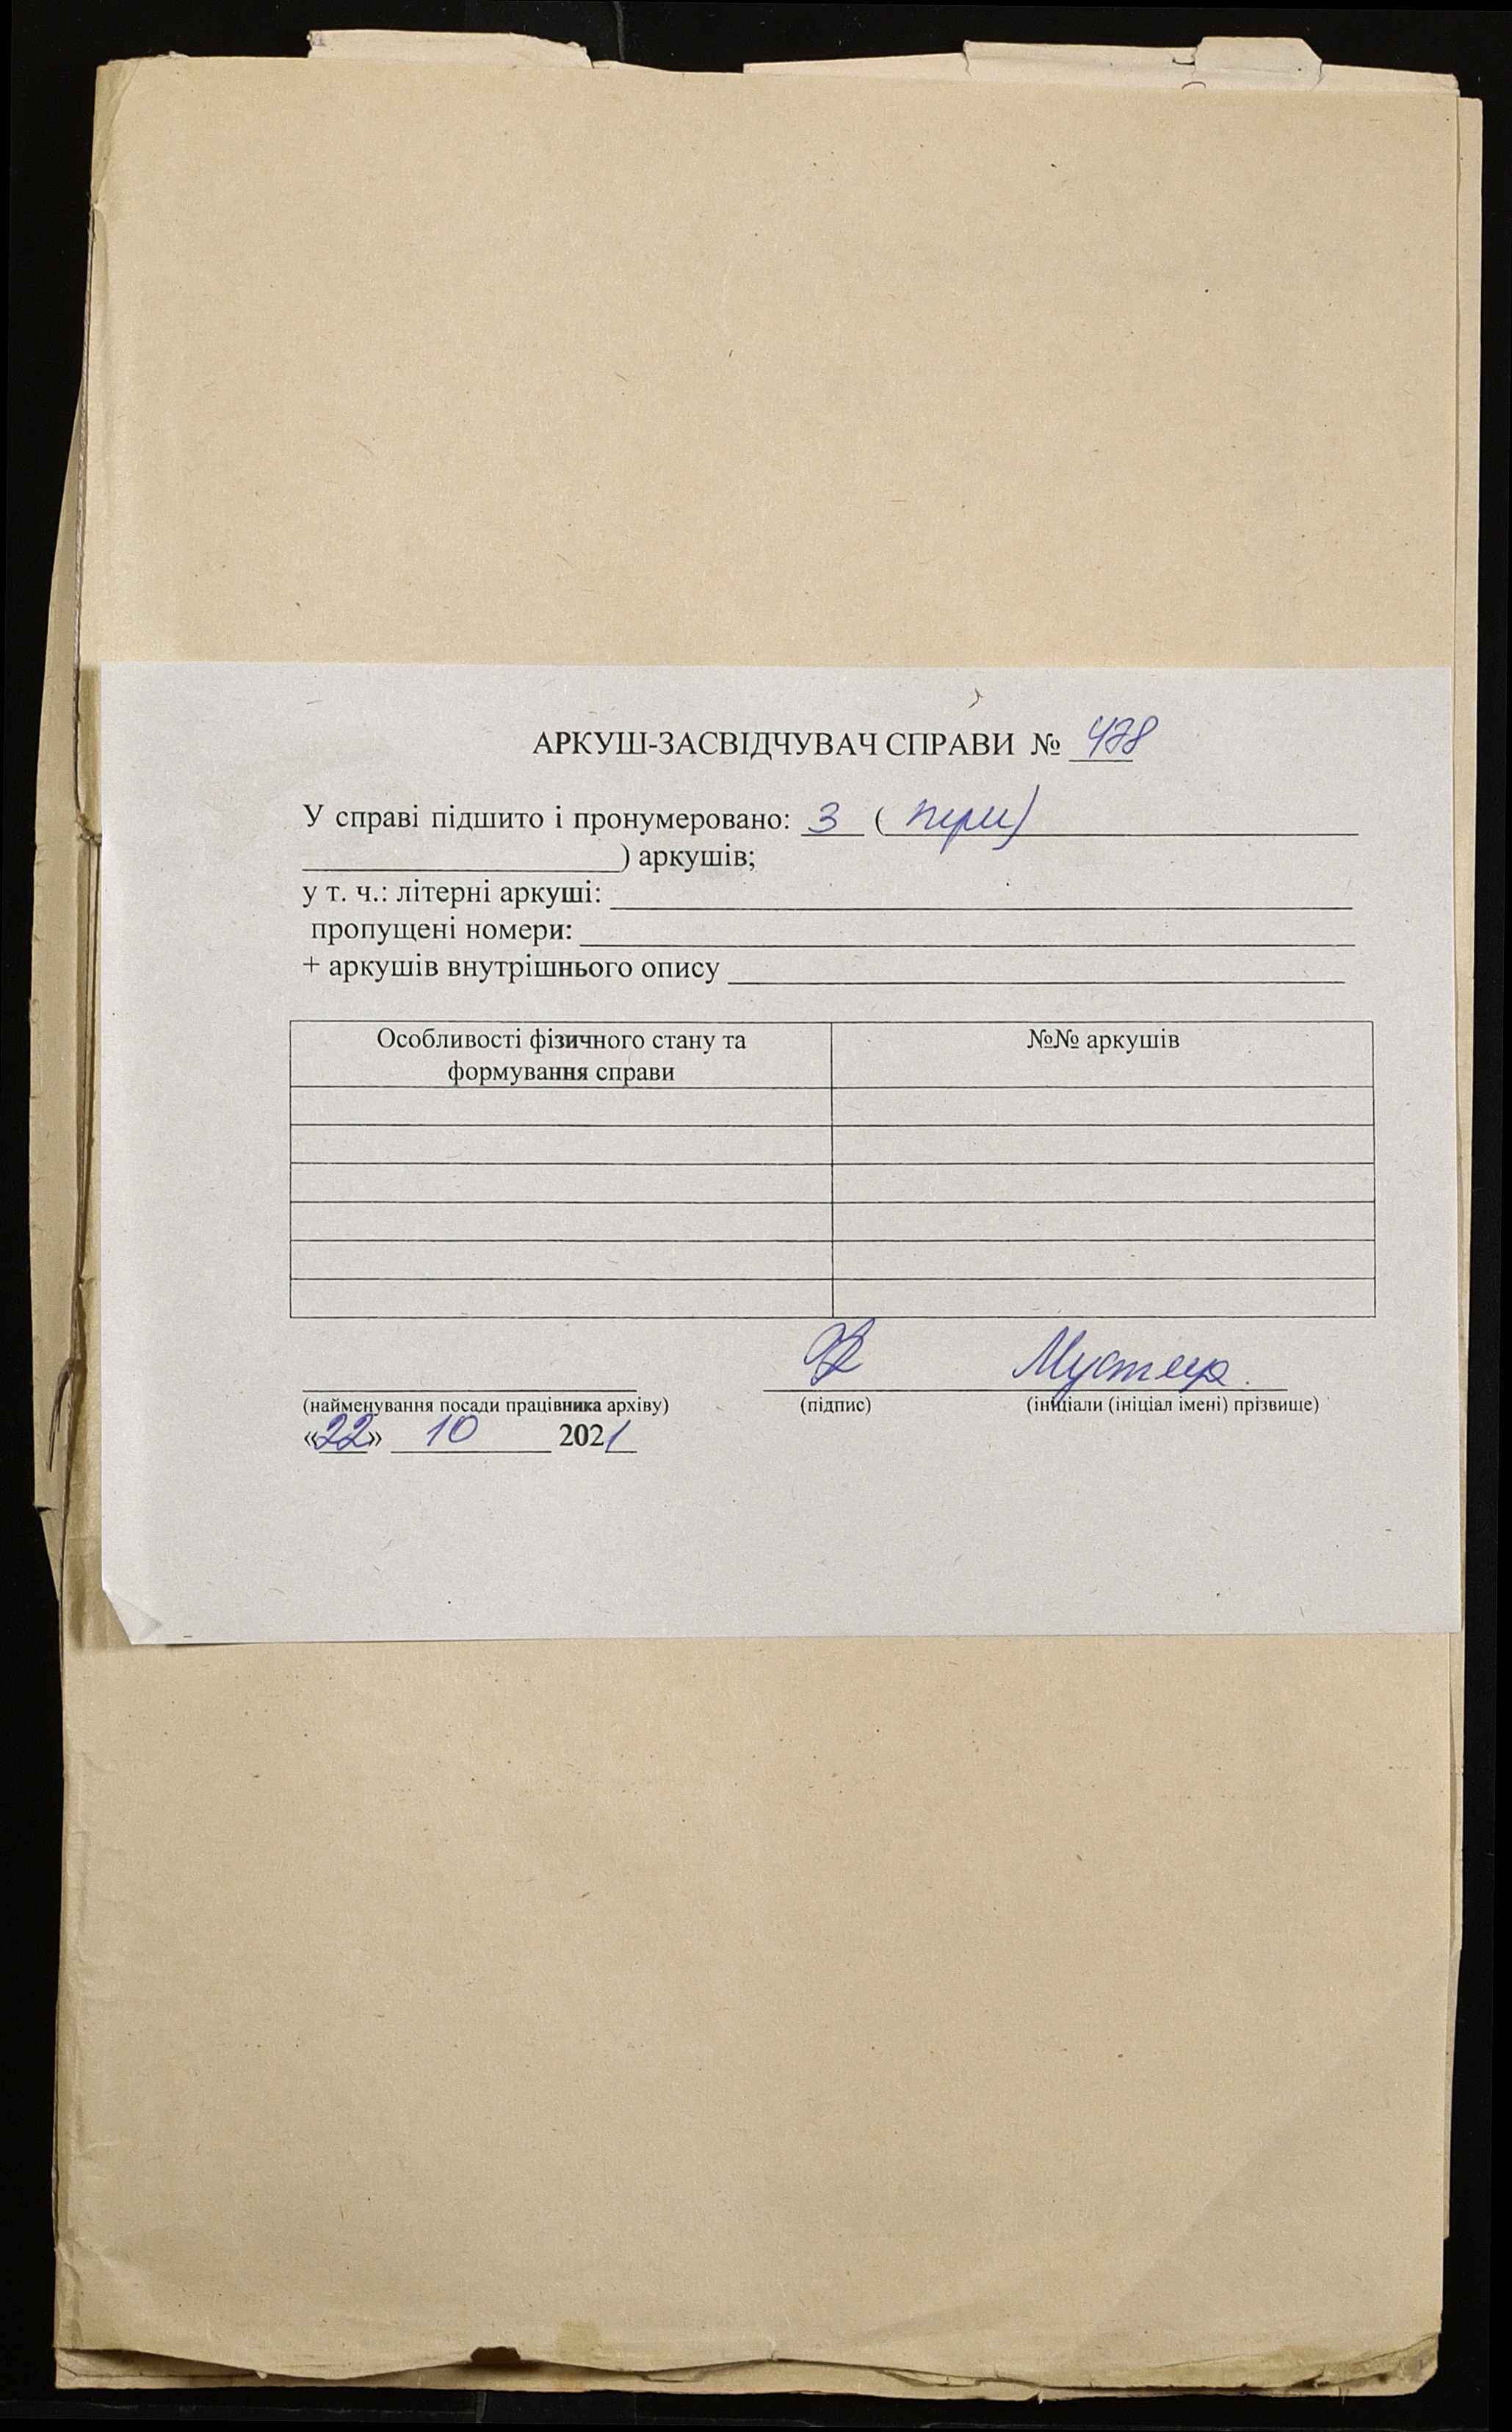 АРКУШ-ЗАСВІДЧУВАЧ СПРАВИ № 478
У справі підшито і пронумеровано: 3 ( три)
) аркушів;
у т. ч.: літерні аркуші:
пропущені номери:
+ аркушів внутрішнього опису
Особливості фізичного стану та №№ аркушів
формування справи
(найменування посади працівника архіву) (підпис) (ініціали (ініціал імені) прізвище)
«22» 10 2021